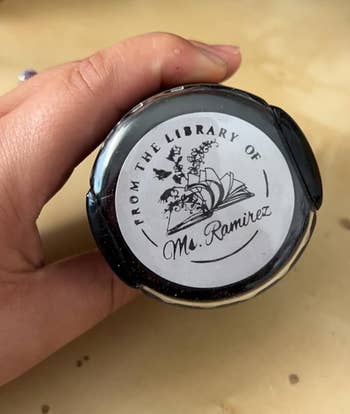 FROM THE LIBRARY OF
Ms. Ramirez